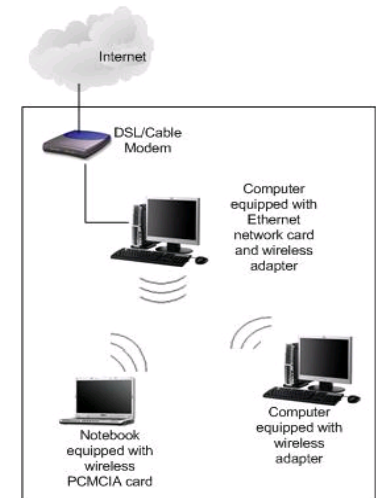 Internet
DSL/Cable
Modem
Computer
equipped with
Ethernet
network card
and wireless
adapter
Notebook
equipped with
wireless
PCMCIA card
Computer
equipped with
wireless
adapter